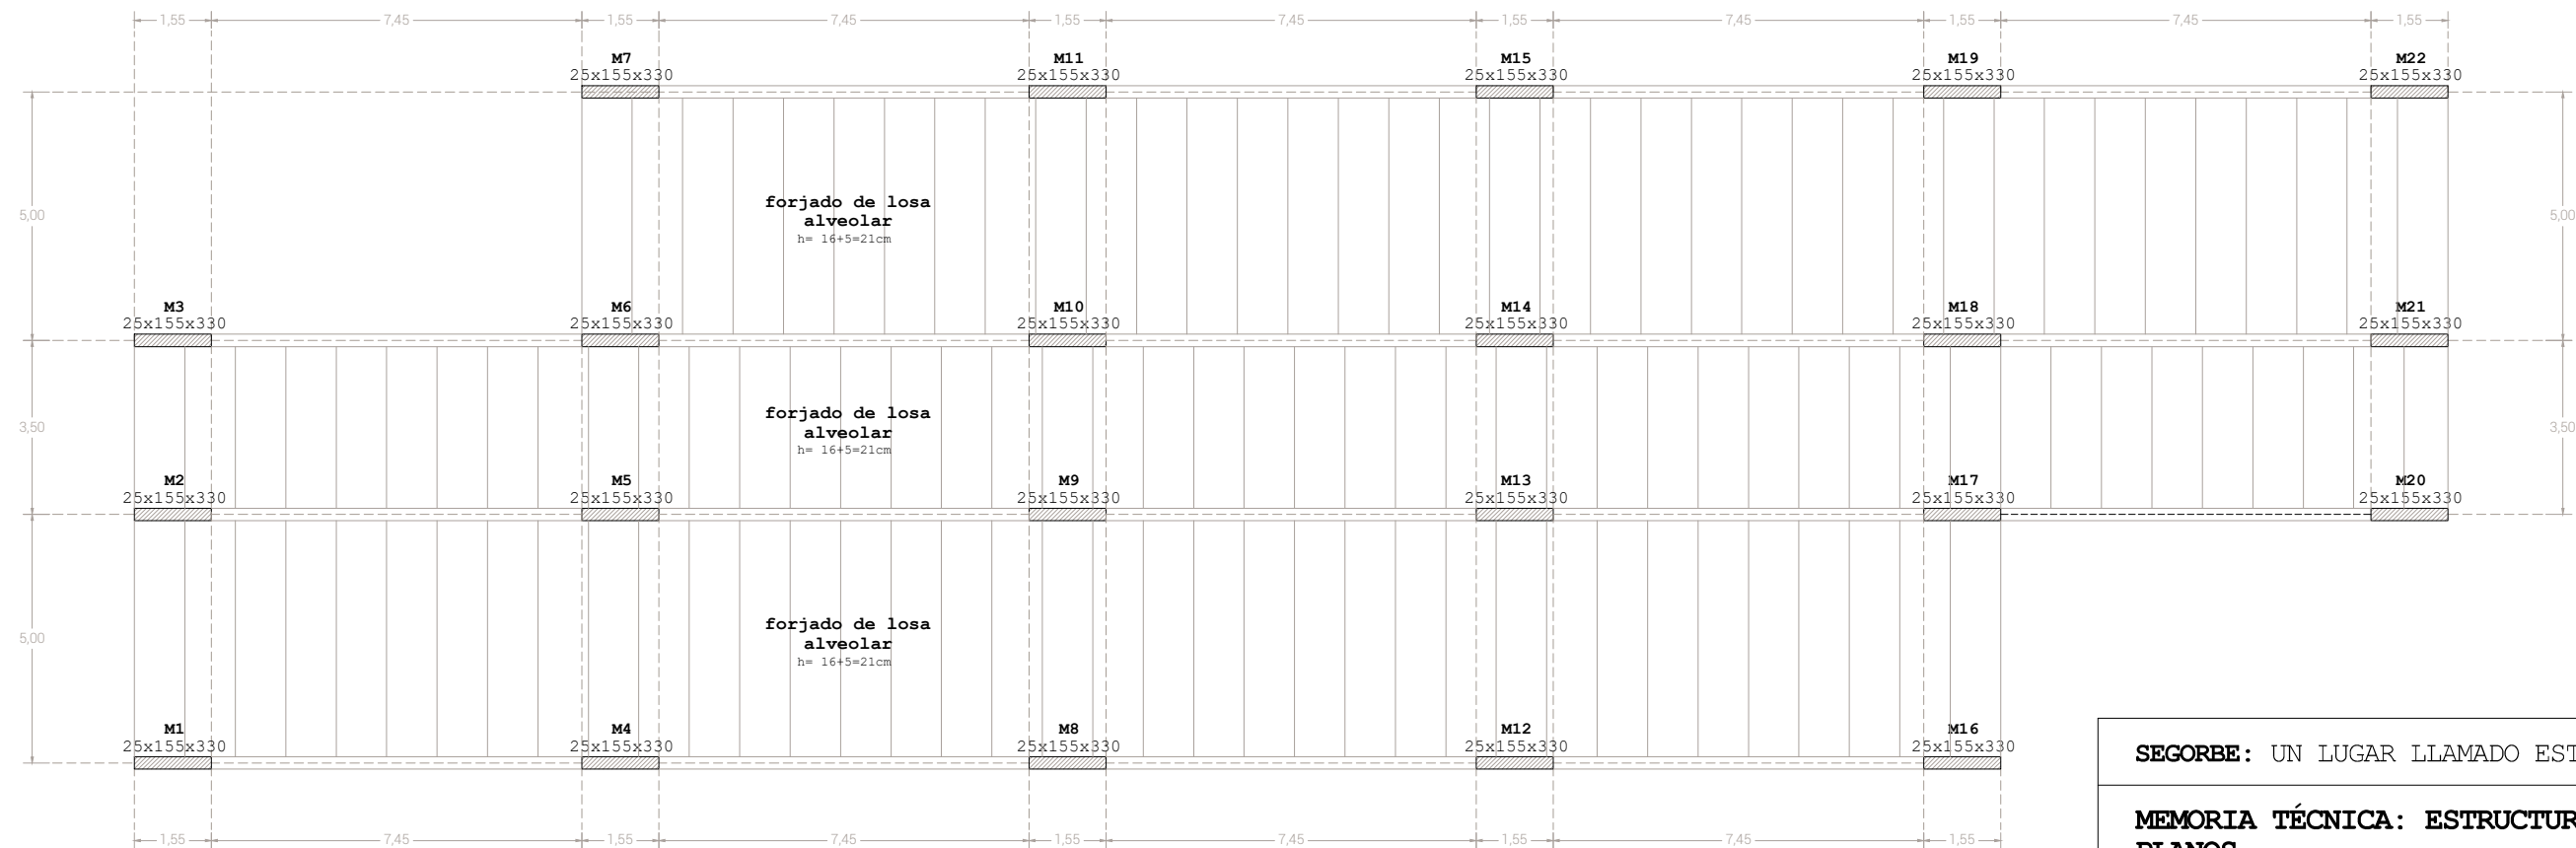 1,55 7,45 1,55 7,45 1,55 7,45 1,55 7,45 1,55 7,45 1,55
M7 M11 M15 M19 M22
25x155x330 25x155x330 25x155x330 25x155x330 25x155x330
forjado de losa
alveolar
h= 16+5=21cm
5,00 5,00
M3 M6 M10 M14 M18 M21
25x155x330 25x155x330 25x155x330 25x155x330 25x155x330 25x155x330
forjado de losa
alveolar
h= 16+5=21cm
3,50 3,50
M2 M5 M9 M13 M17 M20
25x155x330 25x155x330 25x155x330 25x155x330 25x155x330 25x155x330
forjado de losa
alveolar
h= 16+5=21cm
5,00
M1 M4 M8 M12 M16
25x155x330 25x155x330 25x155x330 25x155x330 25x155x330
1,55 7,45 1,55 7,45 1,55 7,45 1,55 7,45 1,55
SEGORBE: UN LUGAR LLAMADO EST
MEMORIA TÉCNICA: ESTRUCTUR
PLANOS